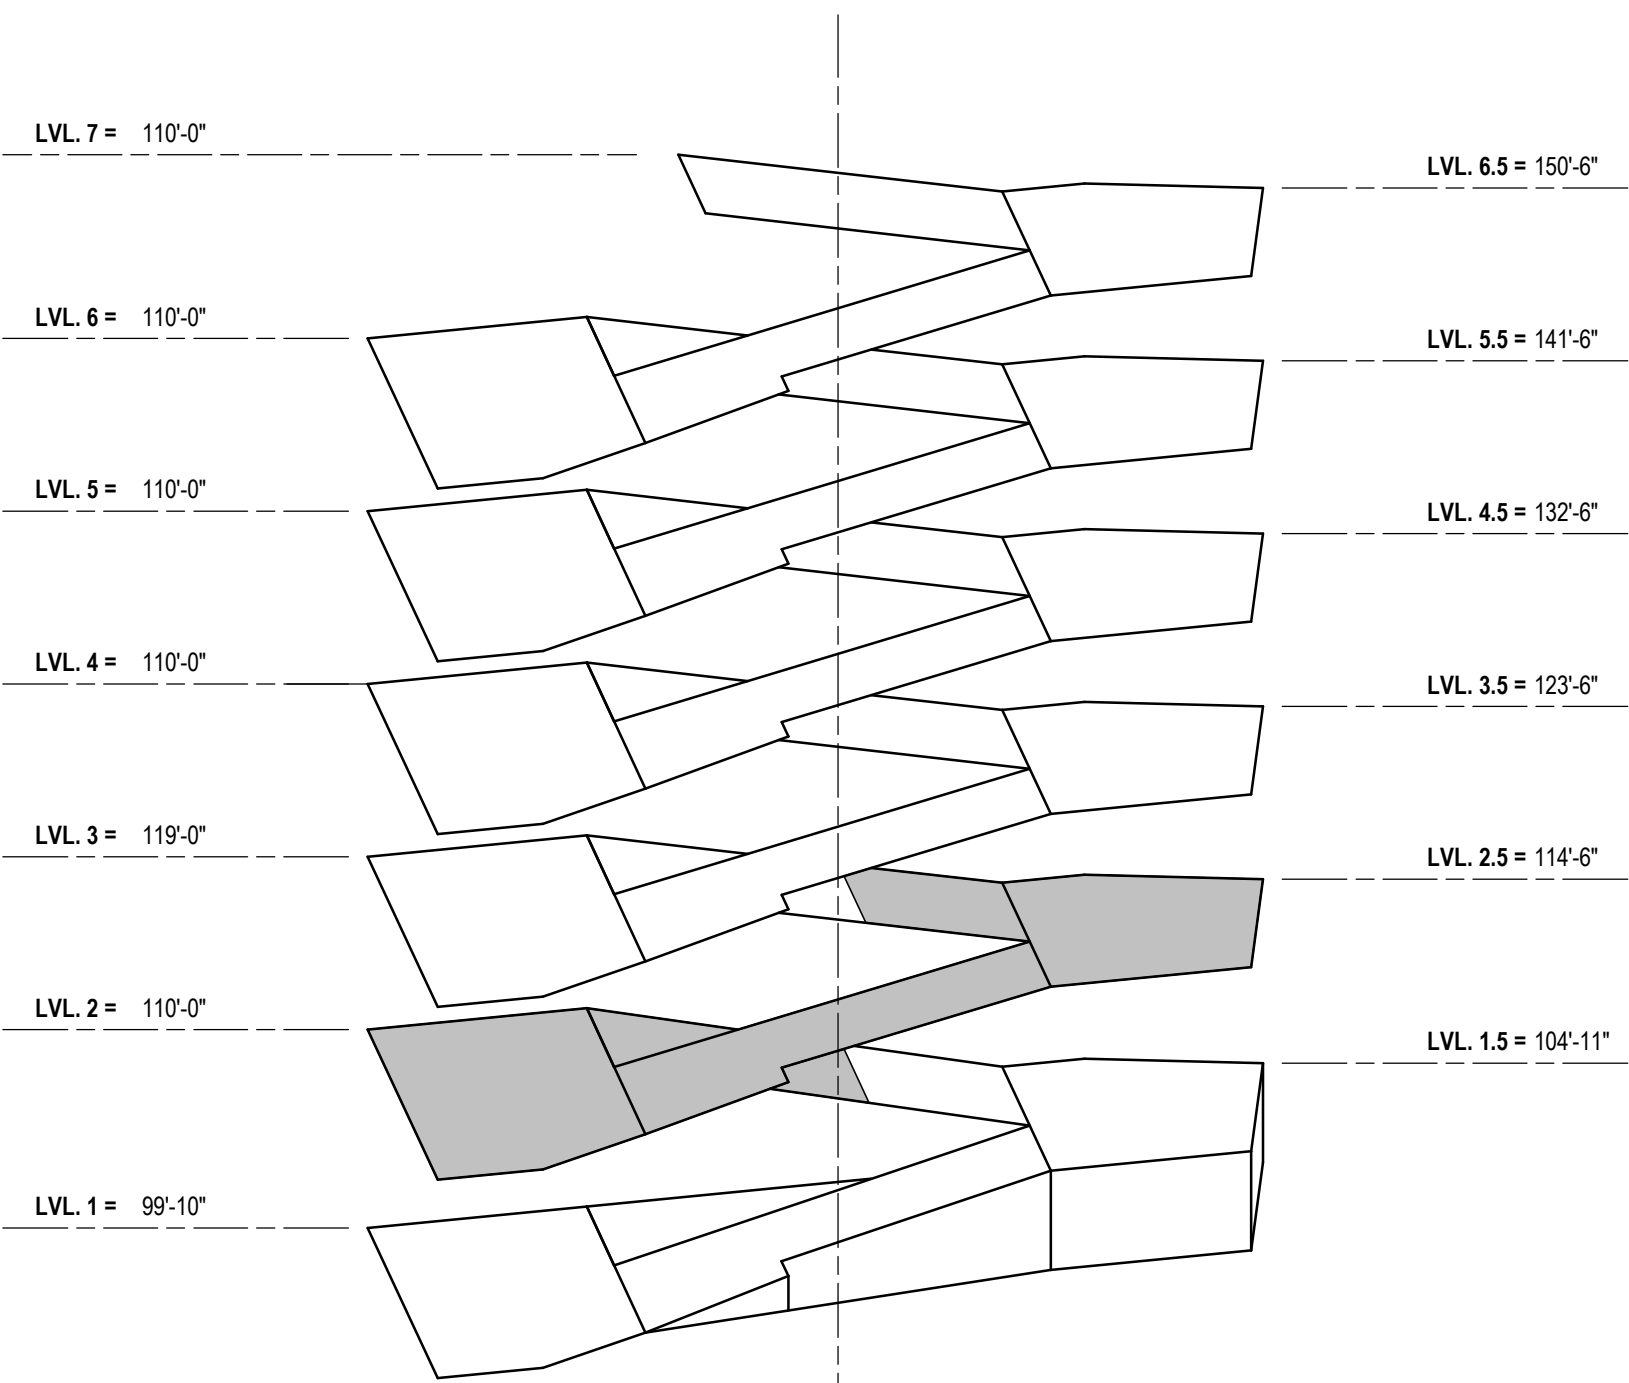 LVL. 7 = 110'-0"
LVL. 6.5 = 150'-6"
LVL. 6 = 110'-0"
LVL. 5.5 = 141'-6"
LVL. 5 = 110'-0"
LVL. 4.5 = 132'-6"
LVL. 4 = 110'-0"
LVL. 3.5 = 123'-6"
LVL. 3 = 119'-0"
LVL. 2.5 = 114'-6"
LVL. 2 = 110'-0"
LVL. 1.5 = 104'-11"
LVL. 1 = 99'-10"